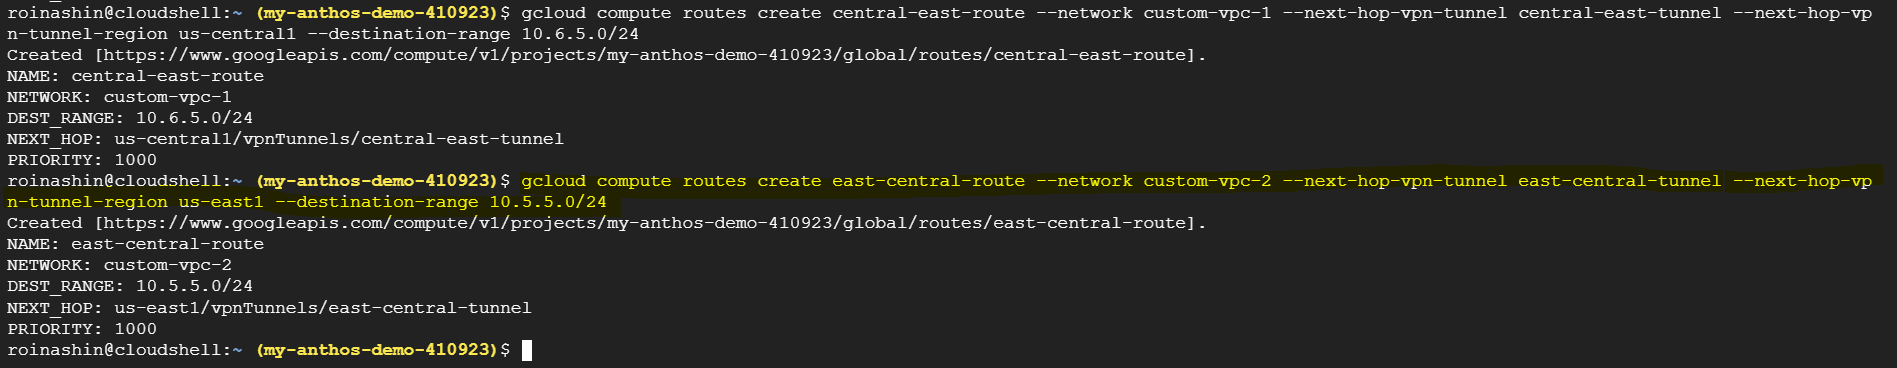 roinashin@cloudshell:~ (my-anthos-demo-410923)$ gcloud compute routes create central-east-route --network custom-vpc-1 --next-hop-vpn-tunnel central-east-tunnel --next-hop-vp
n-tunnel-region us-central1 --destination-range 10.6.5.0/24
Created [https://www.googleapis.com/compute/v1/projects/my-anthos-demo-410923/global/routes/central-east-route].
NAME: central-east-route
NETWORK: custom-vpc-1
DEST_RANGE: 10.6.5.0/24
NEXT_HOP: us-central1/vpnTunnels/central-east-tunnel
PRIORITY: 1000
roinashin@cloudshell:~ (my-anthos-demo-410923)$ gcloud compute routes create east-central-route --network custom-vpc-2 --next-hop-vpn-tunnel east-central-tunnel --next-hop-vp
n-tunnel-region us-east1 --destination-range 10.5.5.0/24
Created [https://www.googleapis.com/compute/v1/projects/my-anthos-demo-410923/global/routes/east-central-route].
NAME: east-central-route
NETWORK: custom-vpc-2
DEST_RANGE: 10.5.5.0/24
NEXT_HOP: us-east1/vpnTunnels/east-central-tunnel
PRIORITY: 1000
roinashin@cloudshell:~ (my-anthos-demo-410923)$